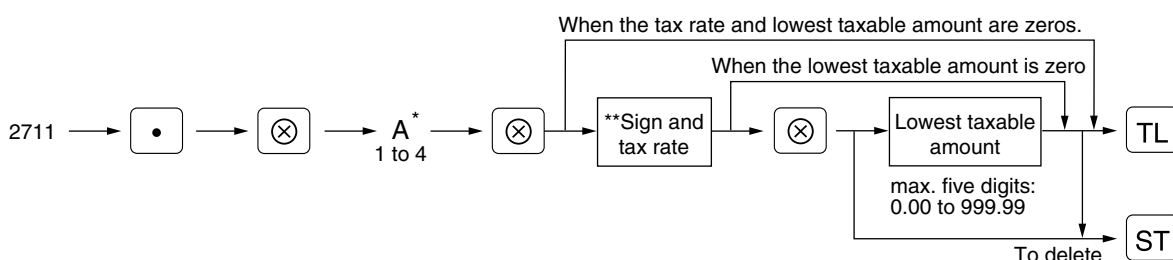 When the tax rate and lowest taxable amount are zeros.
When the lowest taxable amount is zero
2711
•
⊗
A*
1 to 4
⊗
**Sign and
tax rate
⊗
Lowest taxable
amount
TL
max. five digits:
0.00 to 999.99
ST
To delete